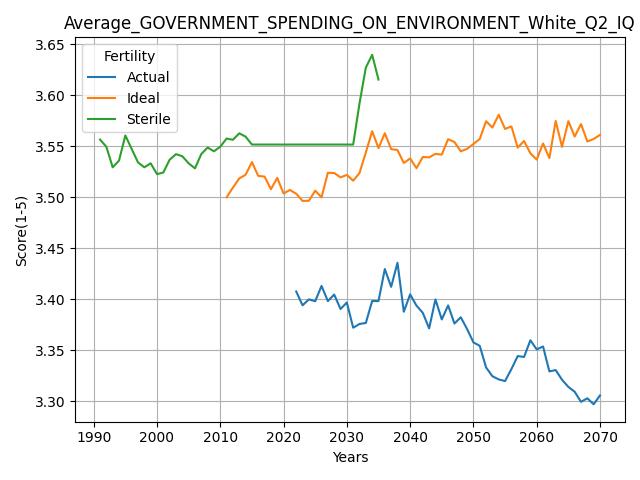 Average_GOVERNMENT_SPENDING_ON_ENVIRONMENT_White_Q2_IQ
Fertility
Actual
Ideal
Sterile
Score(1-5)
3.65
3.60
3.55
3.50
3.45
3.40
3.35
3.30
1990 2000 2010 2020 2030 2040 2050 2060 2070
Years